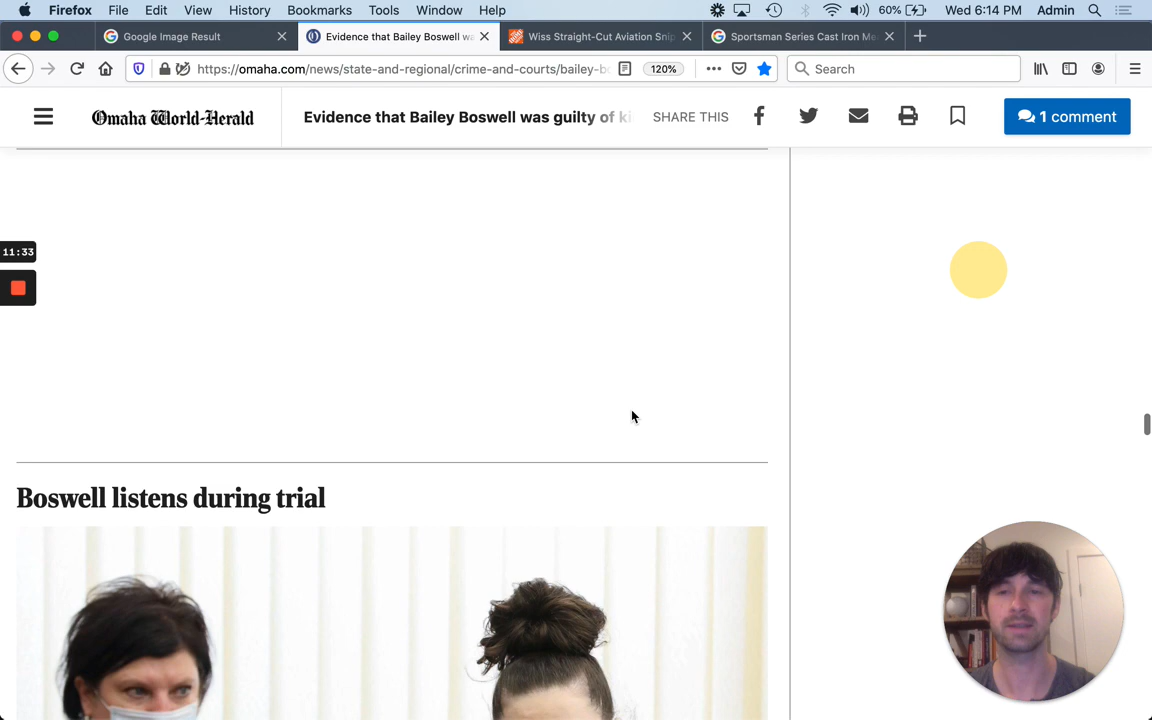 Firefox File Edit View History Bookmarks Tools Window Help 60% Wed 6:14 PM Admin
Google Image Result Evidence that Bailey Boswell wa Wiss Straight-Cut Aviation Snip Sportsman Series Cast Iron Me
https://omaha.com/news/state-and-regional/crime-and-courts/bailey-bo 120% Search
Omaha World-Herald Evidence that Bailey Boswell was guilty of ki SHARE THIS 1 comment
11:33
Boswell listens during trial